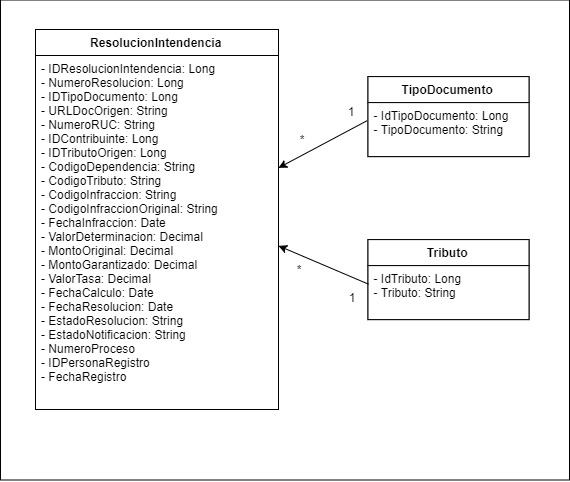 ResolucionIntendencia
- IDResolucionIntendencia: Long
- NumeroResolucion: Long
- IDTipoDocumento: Long
- URLDocOrigen: String
- NumeroRUC: String
- IDContribuinte: Long
- IDTributoOrigen: Long
- CodigoDependencia: String
- CodigoTributo: String
- CodigoInfraccion: String
- CodigoInfraccionOriginal: String
- FechaInfraccion: Date
- ValorDeterminacion: Decimal
- MontoOriginal: Decimal
- MontoGarantizado: Decimal
- ValorTasa: Decimal
- FechaCalculo: Date
- FechaResolucion: Date
- EstadoResolucion: String
- EstadoNotificacion: String
- NumeroProceso
- IDPersonaRegistro
- FechaRegistro
1
*
TipoDocumento
- IdTipoDocumento: Long
- TipoDocumento: String
*
1
Tributo
- IdTributo: Long
- Tributo: String